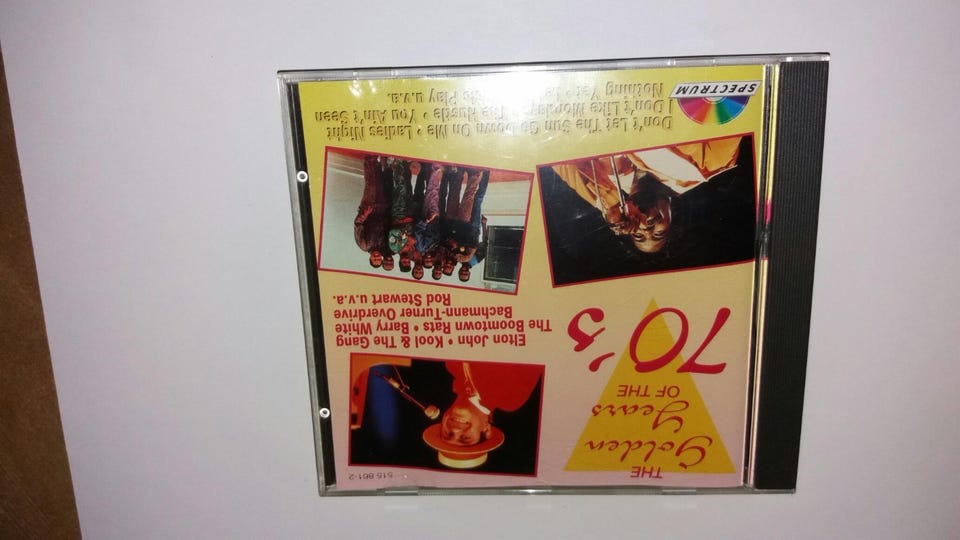 THE
Golden
Years
OF THE
70's
515 861-2
Elton John • Kool & The Gang
The Boomtown Rats • Barry White
Bachmann-Turner Overdrive
Rod Stewart u.v.a.
Don't Let The Sun Go Down On Me • Ladies Night
I Don't Like Mondays • The Hustle • You Ain't Seen
Nothing Yet • Play u.v.a.
SPECTRUM